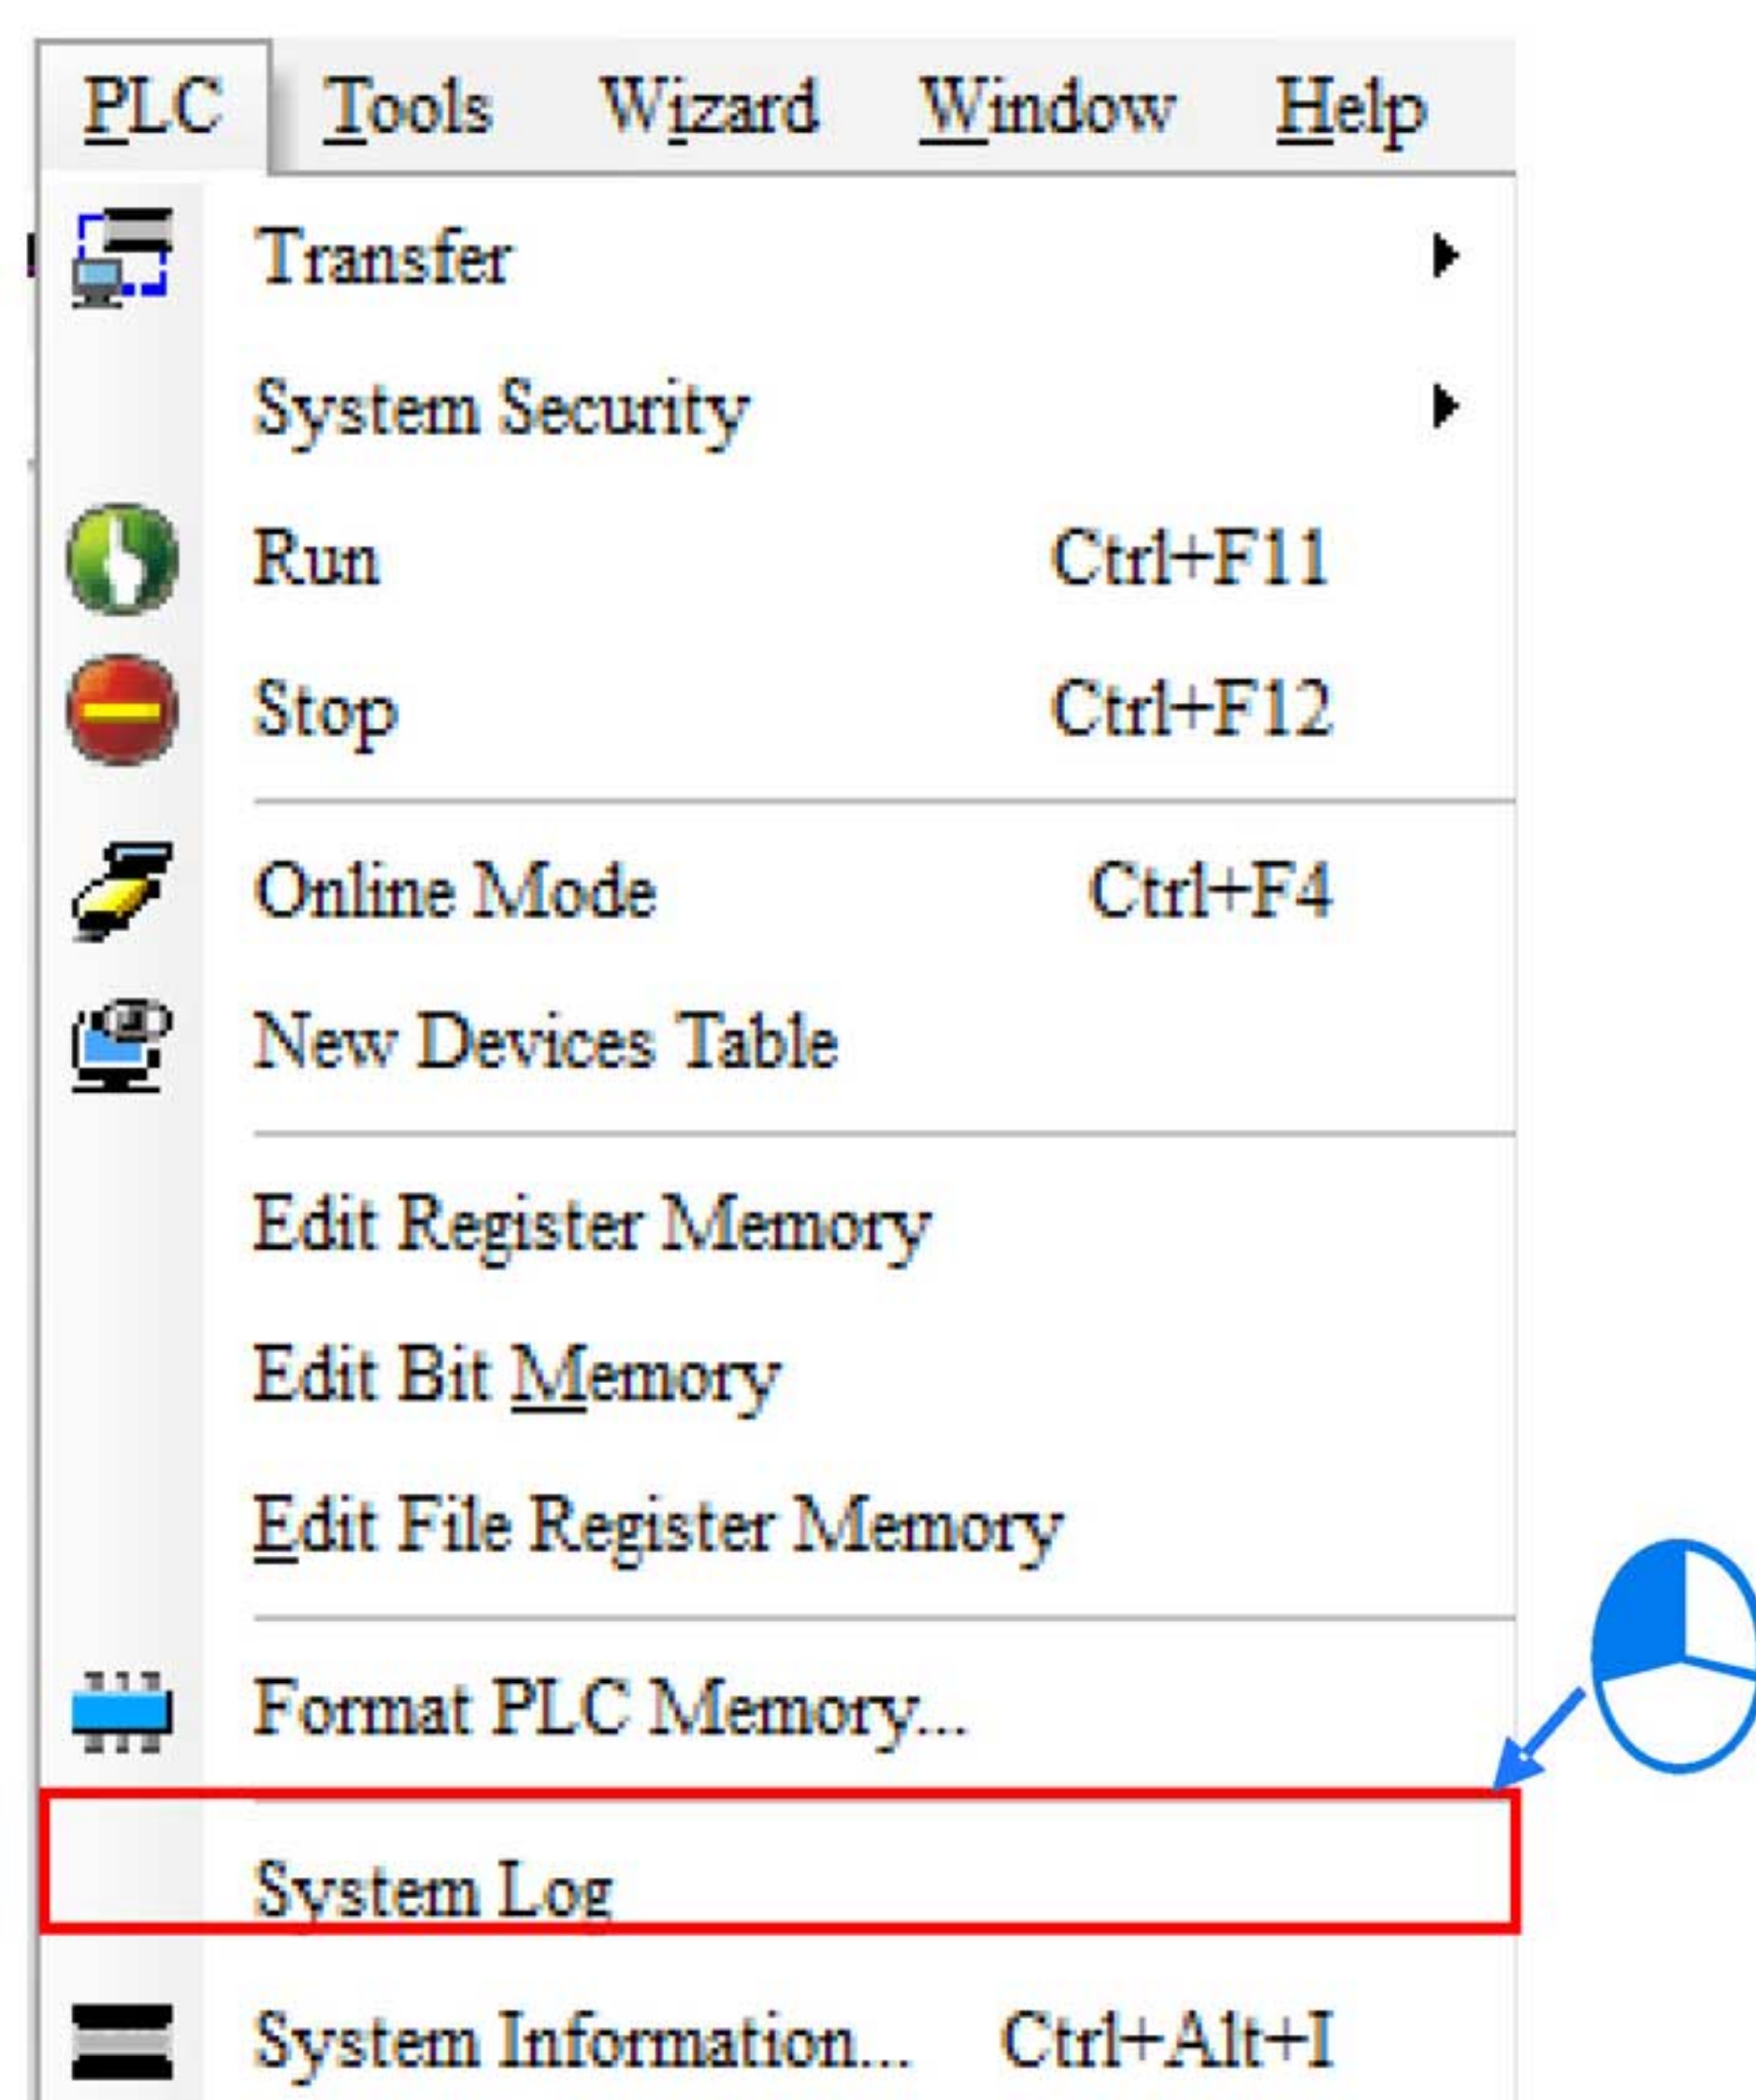 PLC Tools Wizard Window Help
Transfer
System Security
Run Ctrl+F11
Stop Ctrl+F12
Online Mode Ctrl+F4
New Devices Table
Edit Register Memory
Edit Bit Memory
Edit File Register Memory
Format PLC Memory...
System Log
System Information... Ctrl+Alt+I